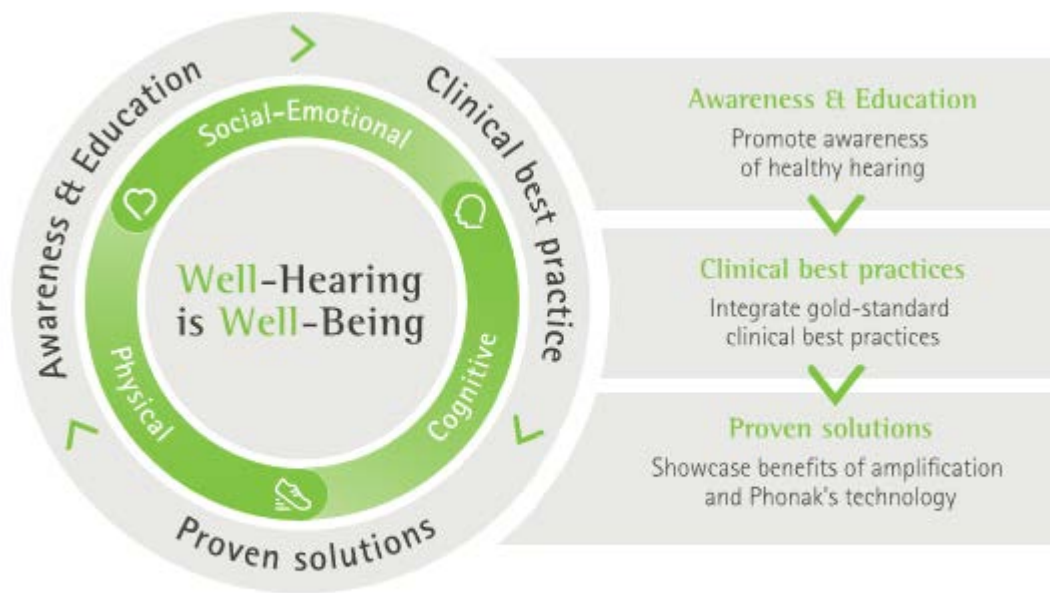 Awareness & Education
Clinical best practice
Proven solutions
Social-Emotional
Cognitive
Physical
Well-Hearing
is Well-Being
Awareness & Education
Promote awareness
of healthy hearing
Clinical best practices
Integrate gold-standard
clinical best practices
Proven solutions
Showcase benefits of amplification
and Phonak's technology